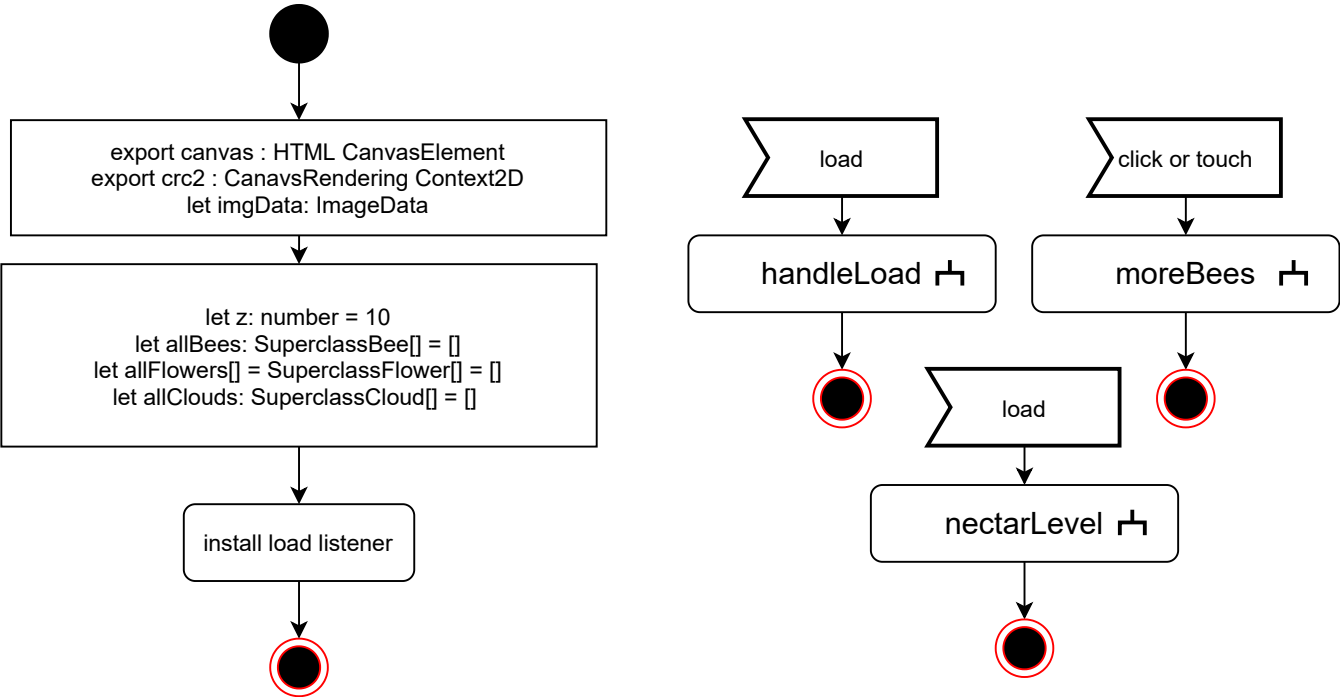 export canvas : HTML CanvasElement
export crc2 : CanavsRendering Context2D
let imgData: ImageData
let z: number = 10
let allBees: SuperclassBee[] = []
let allFlowers[] = SuperclassFlower[] = []
let allClouds: SuperclassCloud[] = []
install load listener
load
handleLoad
click or touch
moreBees
load
nectarLevel